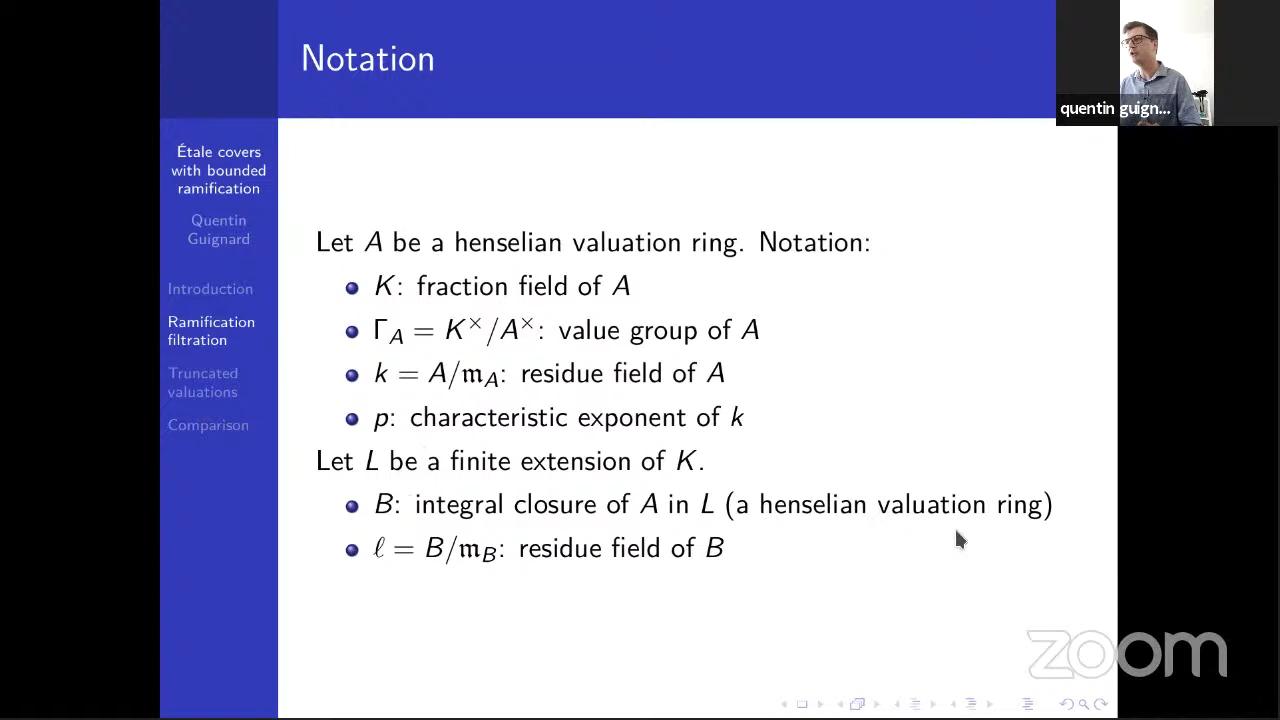 Notation
quentin guign...
Étale covers
with bounded
ramification
Quentin
Guignard
Introduction
Ramification
filtration
Truncated
valuations
Comparison
Let A be a henselian valuation ring. Notation:
K: fraction field of A
Γ_A = K^×/A^×: value group of A
k = A/𝔪_A: residue field of A
p: characteristic exponent of k
Let L be a finite extension of K.
B: integral closure of A in L (a henselian valuation ring)
ℓ = B/𝔪_B: residue field of B
zoom